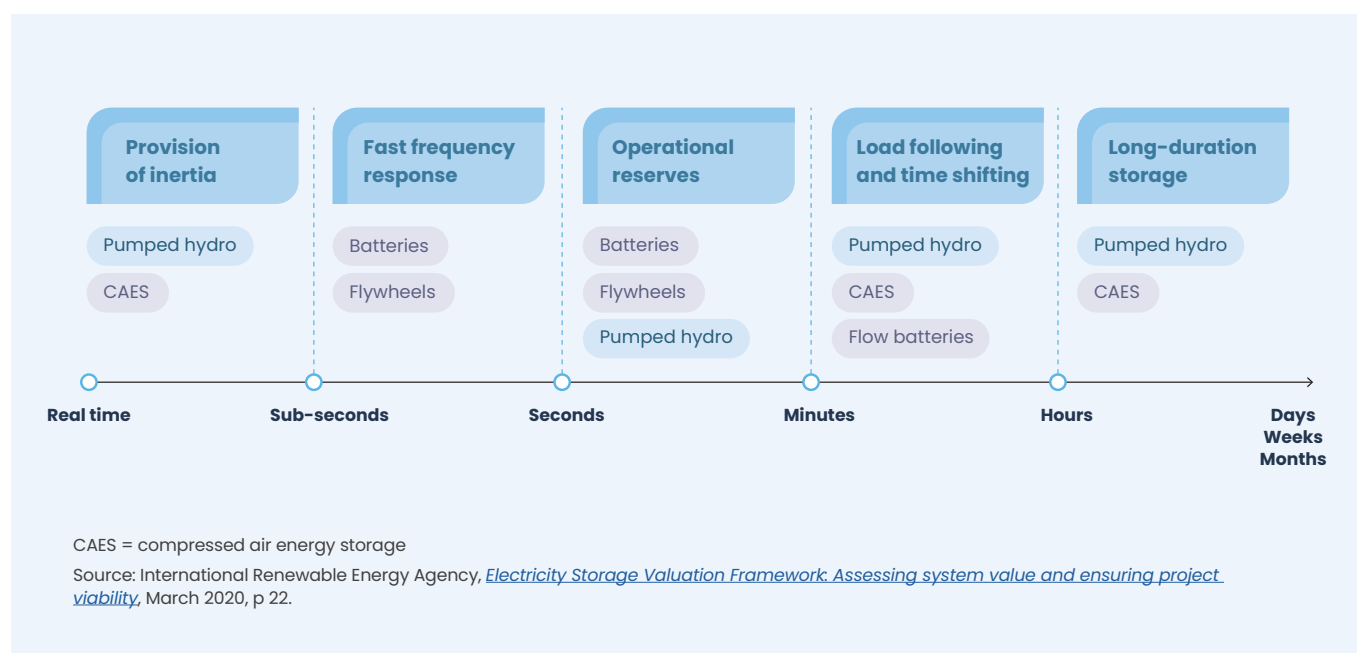 Provision
of inertia
Pumped hydro
CAES
Fast frequency
response
Batteries
Flywheels
Operational
reserves
Batteries
Flywheels
Pumped hydro
Load following
and time shifting
Pumped hydro
CAES
Flow batteries
Long-duration
storage
Pumped hydro
CAES
Real time
Sub-seconds
Seconds
Minutes
Hours
Days
Weeks
Months
CAES = compressed air energy storage
Source: International Renewable Energy Agency, Electricity Storage Valuation Framework: Assessing system value and ensuring project
viability, March 2020, p 22.